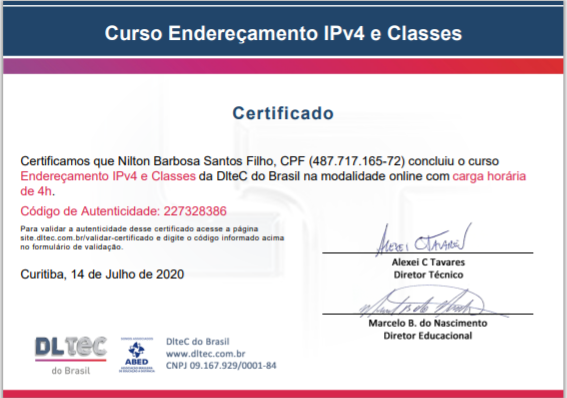 Curso Endereçamento IPv4 e Classes
Certificado
Certificamos que Nilton Barbosa Santos Filho, CPF (487.717.165-72) concluiu o curso
Endereçamento IPv4 e Classes da DlteC do Brasil na modalidade online com carga horária
de 4h.
Código de Autenticidade: 227328386
Para validar a autenticidade desse certificado acesse a página
site.dltec.com.br/validar-certificado e digite o código informado acima
no formulário de validação.
Curitiba, 14 de Julho de 2020
Alexei C Tavares
Alexei C Tavares
Diretor Técnico
Marcelo B. do Nascimento
Diretor Educacional
DLTEC
do Brasil
ABED
DlteC do Brasil
www.dltec.com.br
CNPJ 09.167.929/0001-84